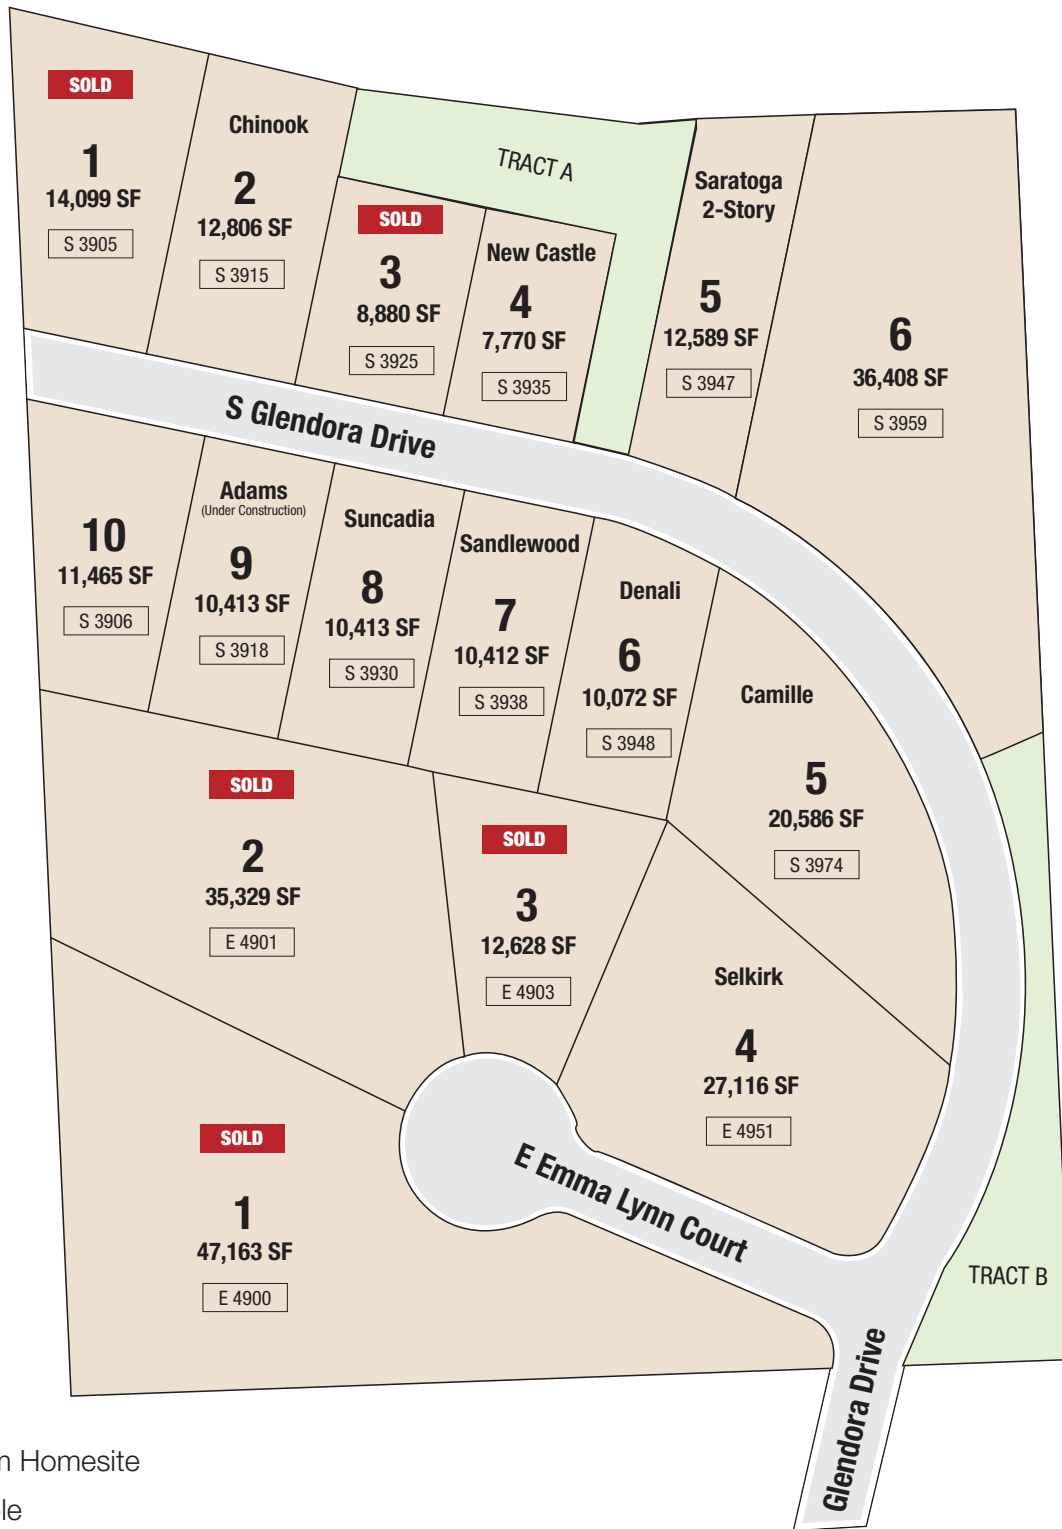 SOLD
1
14,099 SF
S 3905
Chinook
2
12,806 SF
S 3915
TRACT A
SOLD
3
8,880 SF
S 3925
New Castle
4
7,770 SF
S 3935
Saratoga
2-Story
5
12,589 SF
S 3947
6
36,408 SF
S 3959
S Glendora Drive
10
11,465 SF
S 3906
Adams
(Under Construction)
9
10,413 SF
S 3918
Suncadia
8
10,413 SF
S 3930
Sandlewood
7
10,412 SF
S 3938
Denali
6
10,072 SF
S 3948
Camille
5
20,586 SF
S 3974
SOLD
2
35,329 SF
E 4901
SOLD
3
12,628 SF
E 4903
Selkirk
4
27,116 SF
E 4951
SOLD
1
47,163 SF
E 4900
E Emma Lynn Court
TRACT B
Glendora Drive
Homesite